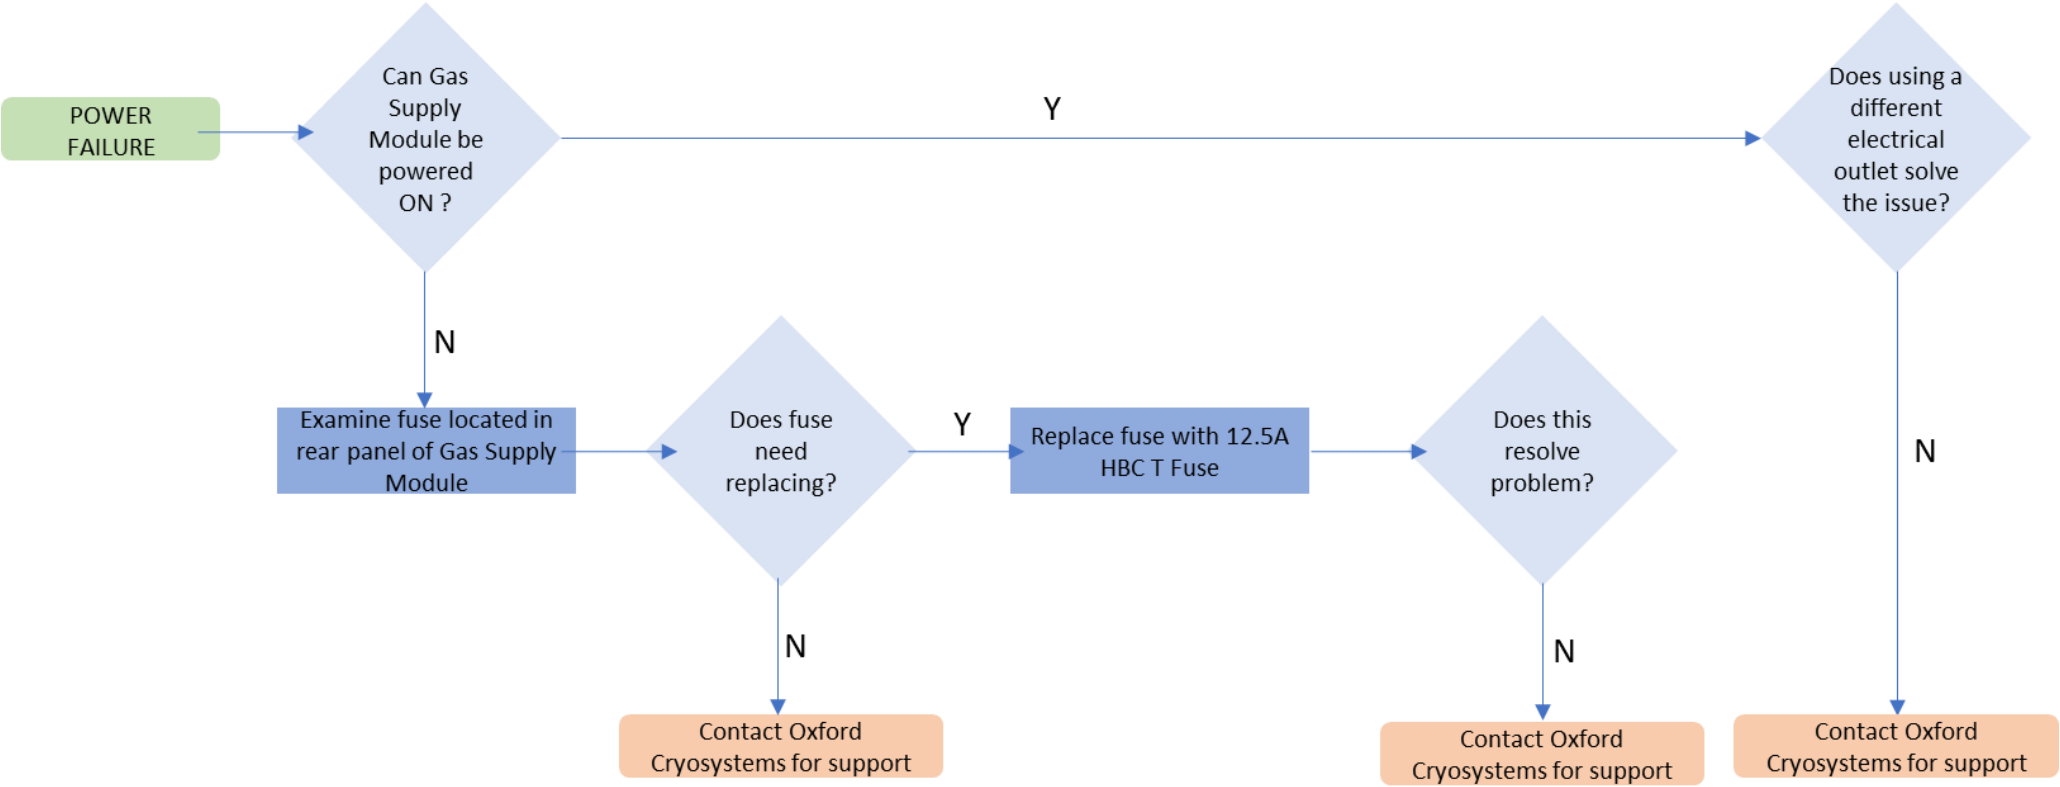 POWER
FAILURE
Can Gas
Supply
Module be
powered
ON ?
Y
Does using a
different
electrical
outlet solve
the issue?
N
Examine fuse located in
rear panel of Gas Supply
Module
Does fuse
need
replacing?
Y
Replace fuse with 12.5A
HBC T Fuse
Does this
resolve
problem?
N
N
N
Contact Oxford
Cryosystems for support
Contact Oxford
Cryosystems for support
Contact Oxford
Cryosystems for support